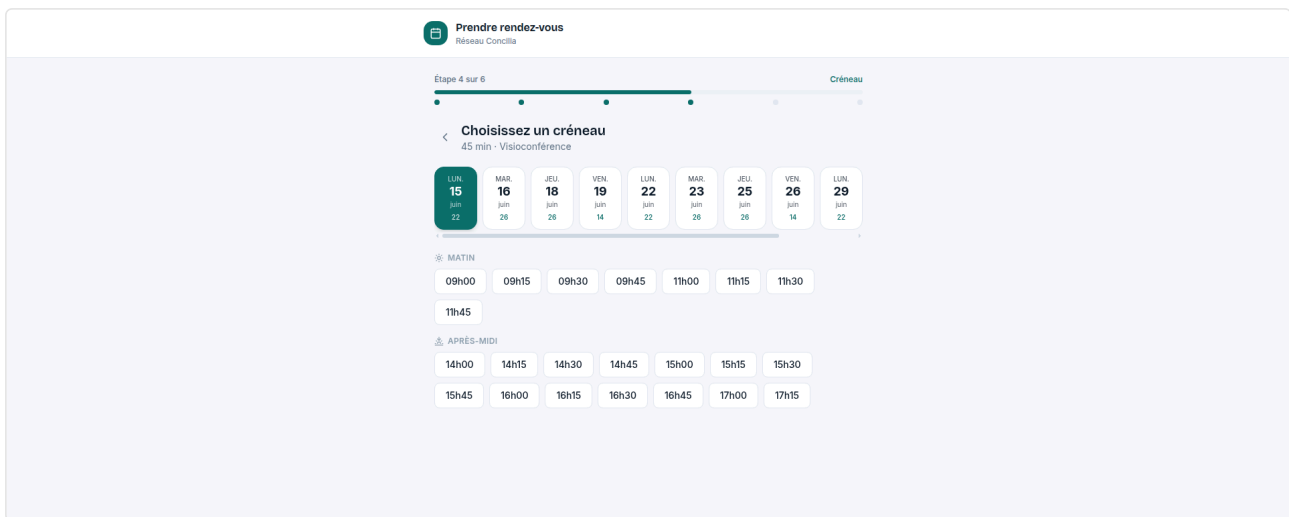 Prendre rendez-vous
Réseau Concilia
Étape 4 sur 6 Créneau
Choisissez un créneau
45 min · Visioconférence
LUN. MAR. JEU. VEN. LUN. MAR. JEU. VEN. LUN.
15 16 18 19 22 23 25 26 29
juin juin juin juin juin juin juin juin juin
22 26 26 14 22 26 26 14 22
MATIN
09h00 09h15 09h30 09h45 11h00 11h15 11h30
11h45
APRÈS-MIDI
14h00 14h15 14h30 14h45 15h00 15h15 15h30
15h45 16h00 16h15 16h30 16h45 17h00 17h15